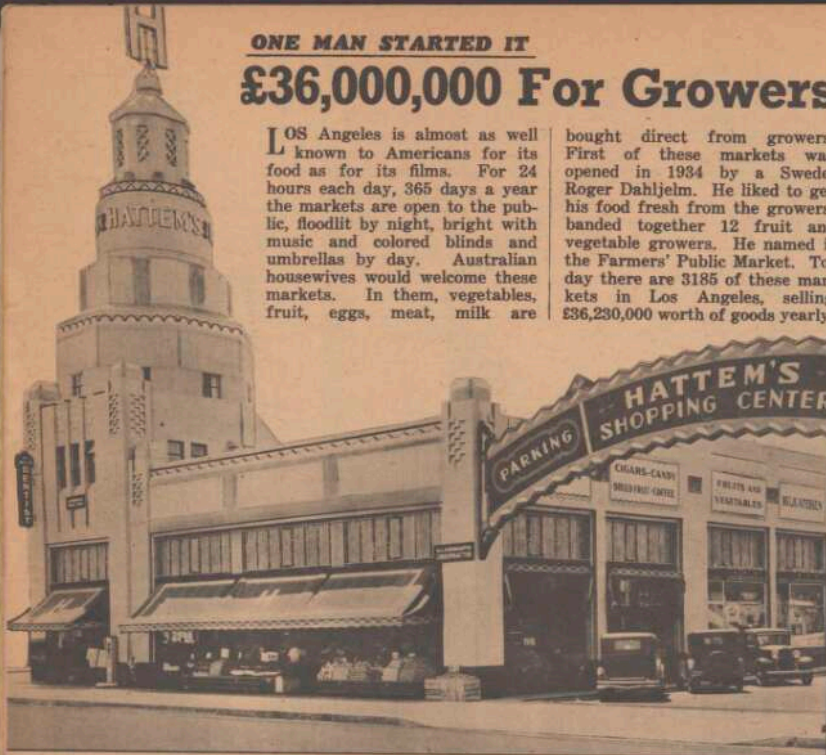 ONE MAN STARTED IT
£36,000,000 For Growers
LOS Angeles is almost as well
known to Americans for its
food as for its films. For 24
hours each day, 365 days a year
the markets are open to the pub-
lic, floodlit by night, bright with
music and colored blinds and
umbrellas by day. Australian
housewives would welcome these
markets. In them, vegetables,
fruit, eggs, meat, milk are
bought direct from growers
First of these markets wa
opened in 1934 by a Swede
Roger Dahljelm. He liked to ge
his food fresh from the growers
banded together 12 fruit an
vegetable growers. He named i
the Farmers' Public Market. To
day there are 3185 of these mar
kets in Los Angeles, selling
£36,230,000 worth of goods yearly
H
HATTEM'S
DENTIST
H
H
PARKING
HATTEM'S
SHOPPING CENTER
CIGARS-CANDY
DRIED FRUIT-COFFEE
FRUITS AND
VEGETABLES
DELICATESSEN